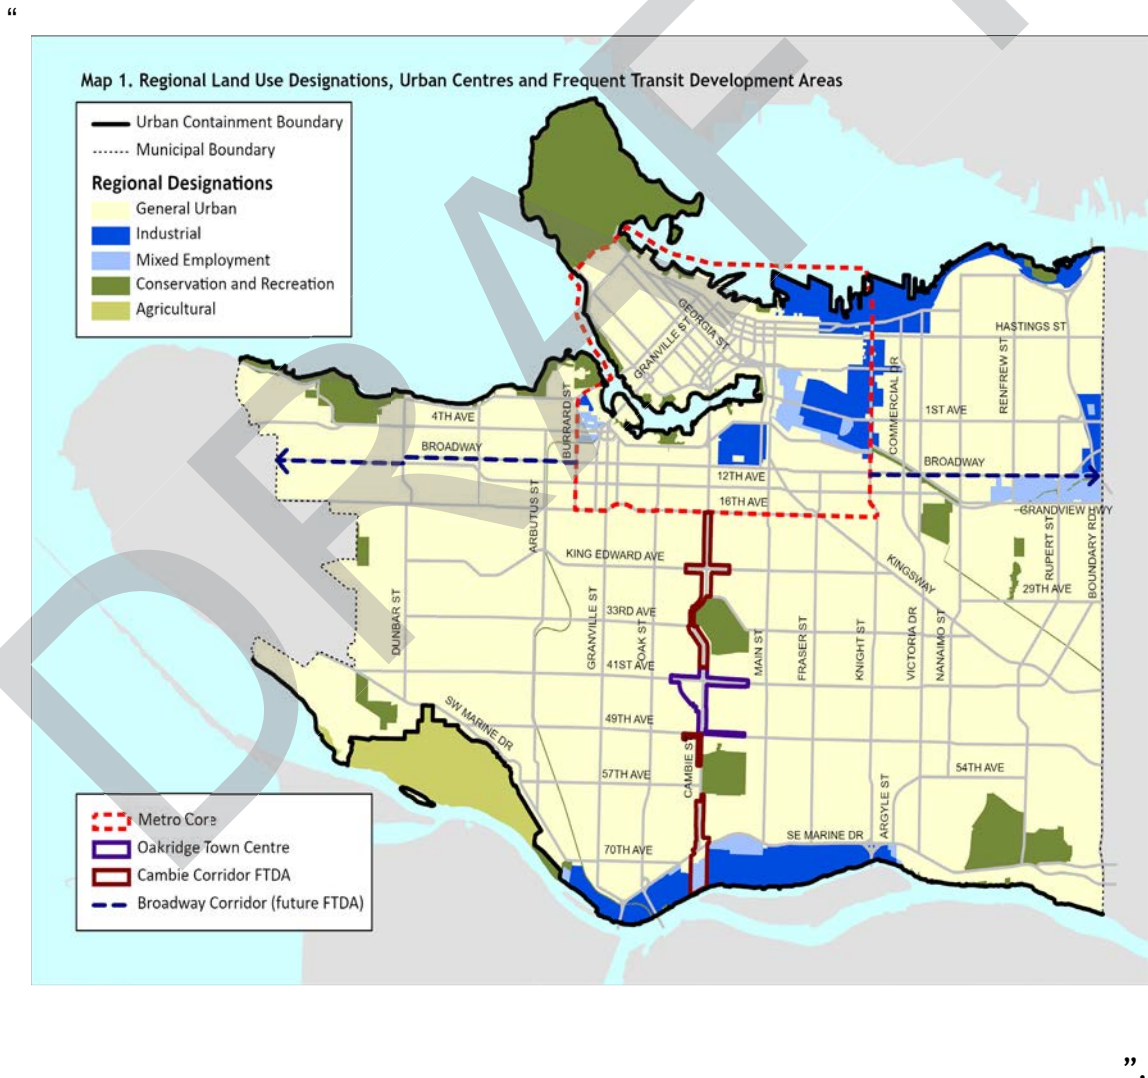 “
Map 1. Regional Land Use Designations, Urban Centres and Frequent Transit Development Areas
Urban Containment Boundary
Municipal Boundary
Regional Designations
General Urban
Industrial
Mixed Employment
Conservation and Recreation
Agricultural
GEORGIA ST
GRANVILLE ST
HASTINGS ST
RENFREW ST
COMMERCIAL DR
BURRARD ST
4TH AVE
1ST AVE
BROADWAY
BROADWAY
12TH AVE
16TH AVE
ARBUTUS ST
GRANDVIEW HWY
RUPERT ST
BOUNDARY RD
KING EDWARD AVE
KINGSWAY
29TH AVE
DUNBAR ST
GRANVILLE ST
33RD AVE
OAK ST
MAIN ST
FRASER ST
KNIGHT ST
VICTORIA DR
NANAIMO ST
41ST AVE
SW MARINE DR
49TH AVE
CAMBIE ST
57TH AVE
54TH AVE
ARGYLE ST
SE MARINE DR
70TH AVE
Metro Core
Oakridge Town Centre
Cambie Corridor FTDA
Broadway Corridor (future FTDA)
DRAFT
”.